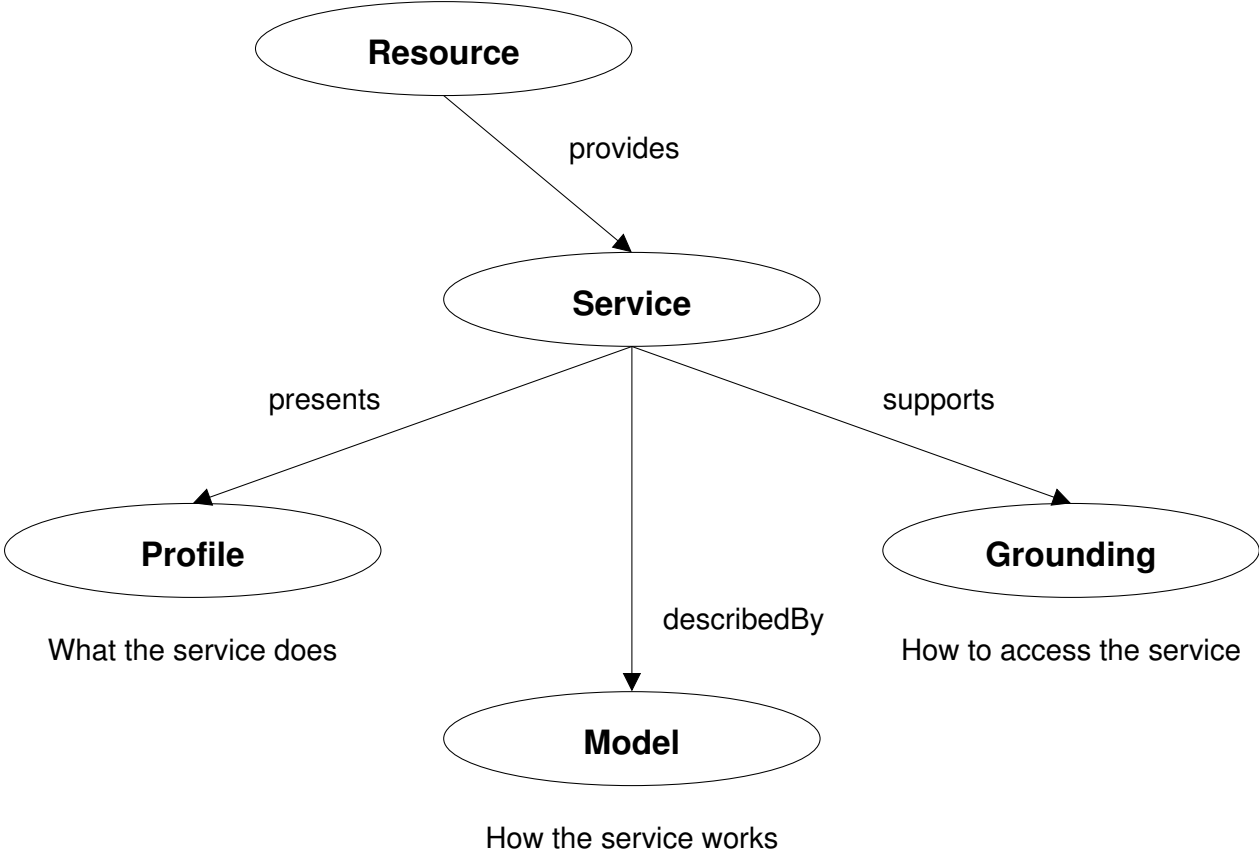 Resource
provides
Service
presents
supports
Profile
Grounding
What the service does
describedBy
How to access the service
Model
How the service works